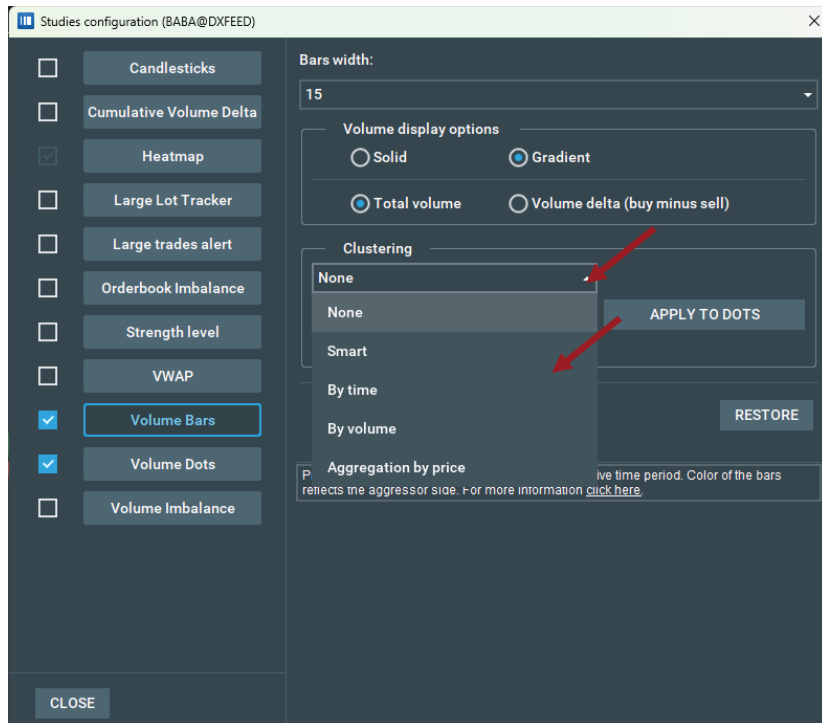 Studies configuration (BABA@DXFEED)
Candlesticks
Cumulative Volume Delta
Heatmap
Large Lot Tracker
Large trades alert
Orderbook Imbalance
Strength level
VWAP
Volume Bars
Volume Dots
Volume Imbalance
CLOSE
Bars width:
15
Volume display options
Solid
Gradient
Total volume
Volume delta (buy minus sell)
Clustering
None
None
Smart
By time
By volume
Aggregation by price
APPLY TO DOTS
RESTORE
ive time period. Color of the bars
reflects the aggressor side. For more information click here.